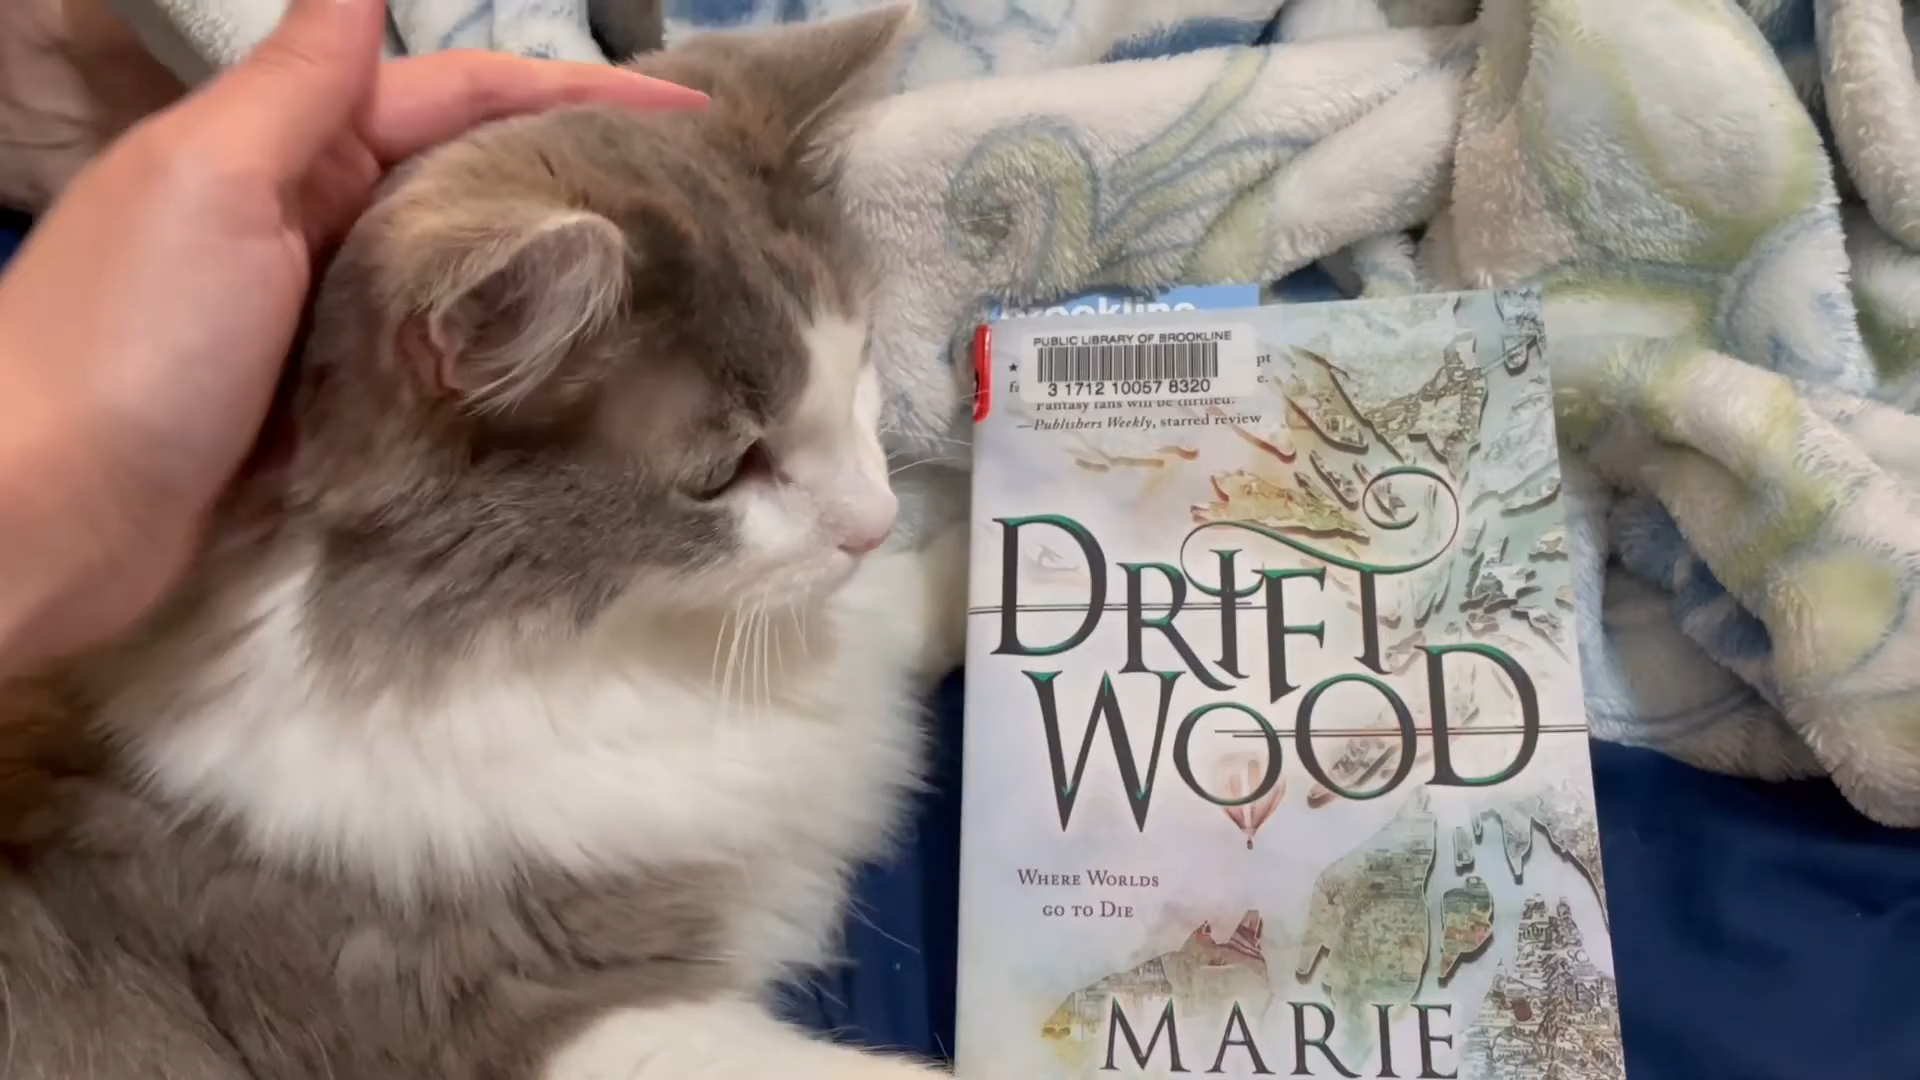 brookline
PUBLIC LIBRARY OF BROOKLINE
3 1712 10057 8320
Fantasy fans will be thrilled.
—Publishers Weekly, starred review
DRIFT
WOOD
WHERE WORLDS
GO TO DIE
MARIE